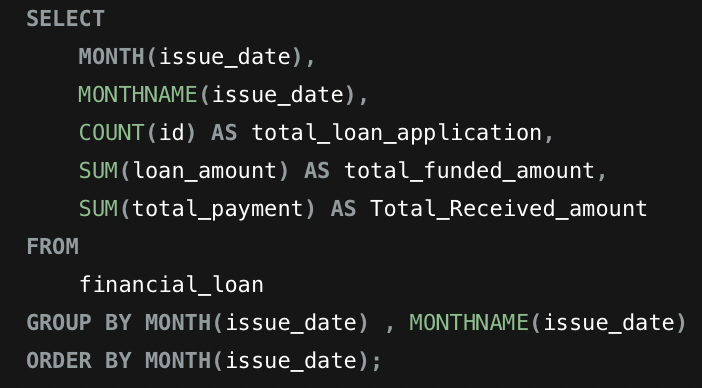 SELECT
MONTH(issue_date),
MONTHNAME(issue_date),
COUNT(id) AS total_loan_application,
SUM(loan_amount) AS total_funded_amount,
SUM(total_payment) AS Total_Received_amount
FROM
financial_loan
GROUP BY MONTH(issue_date) , MONTHNAME(issue_date)
ORDER BY MONTH(issue_date);